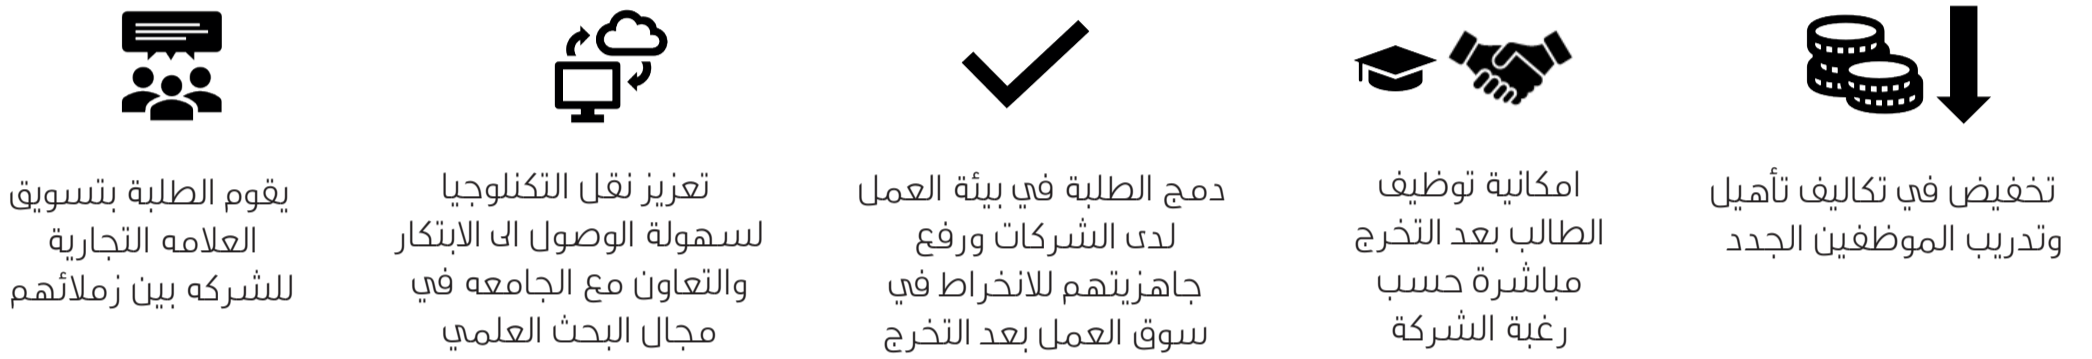 تخفيض في تكاليف تأهيل
وتدريب الموظفين الجدد
امكانية توظيف
الطالب بعد التخرج
مباشرة حسب
رغبة الشركة
دمج الطلبة في بيئة العمل
لدى الشركات ورفع
جاهزيتهم للانخراط في
سوق العمل بعد التخرج
تعزيز نقل التكنلوجيا
لسهولة الوصول الى الابتكار
والتعاون مع الجامعه في
مجال البحث العلمي
يقوم الطلبة بتسويق
العلامه التجارية
للشركه بين زملائهم